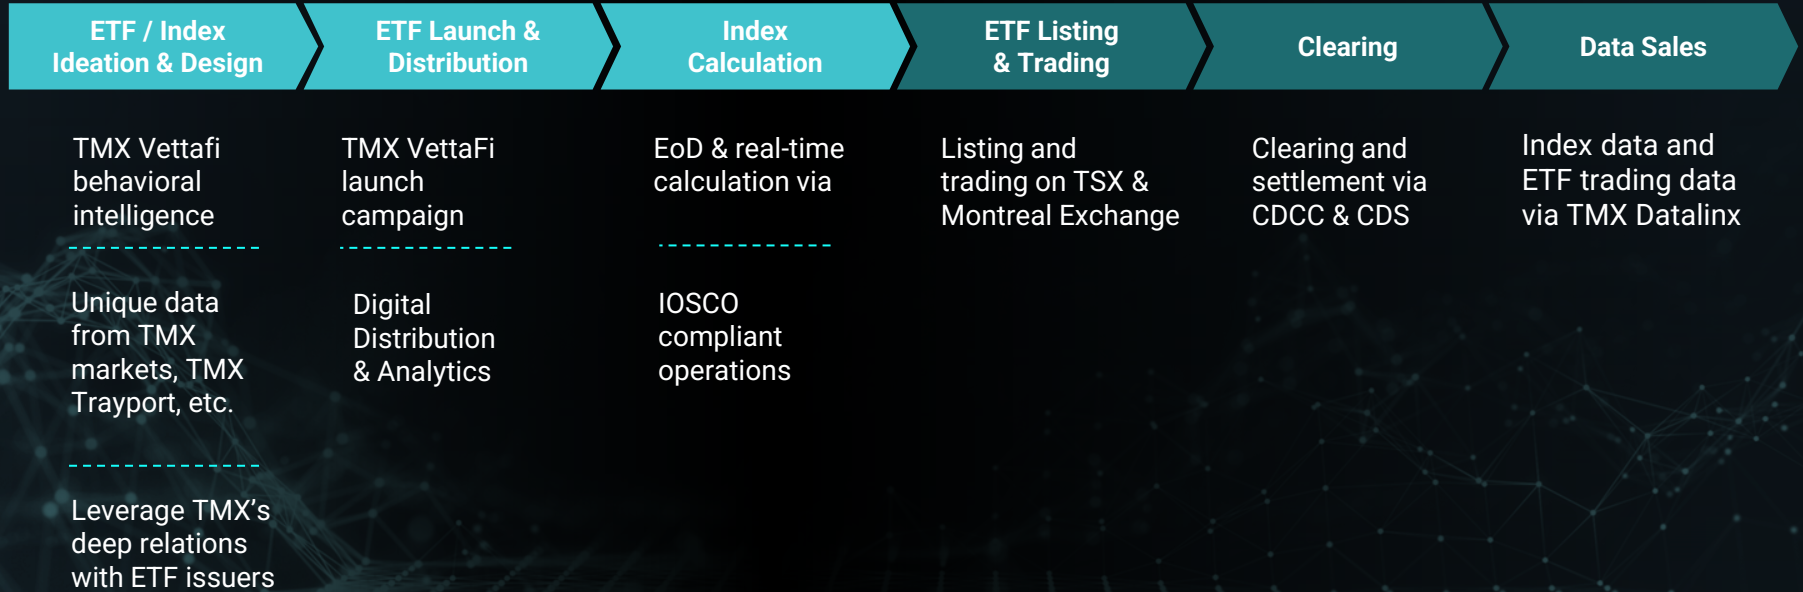 ETF / Index
Ideation & Design
ETF Launch &
Distribution
Index
Calculation
ETF Listing
& Trading
Clearing
Data Sales
TMX Vettafi
behavioral
intelligence
Unique data
from TMX
markets, TMX
Trayport, etc.
Leverage TMX’s
deep relations
with ETF issuers
TMX VettaFi
launch
campaign
Digital
Distribution
& Analytics
EoD & real-time
calculation via
IOSCO
compliant
operations
Listing and
trading on TSX &
Montreal Exchange
Clearing and
settlement via
CDCC & CDS
Index data and
ETF trading data
via TMX Datalinx